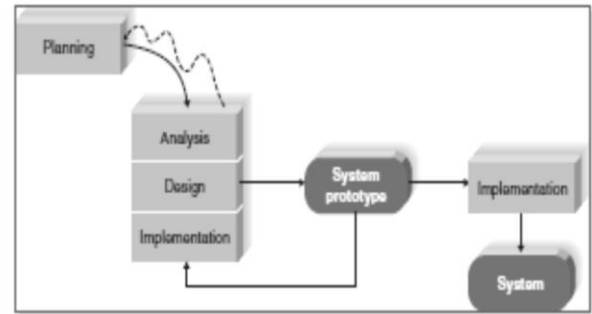 Planning
Analysis
Design
Implementation
System
prototype
Implementation
System